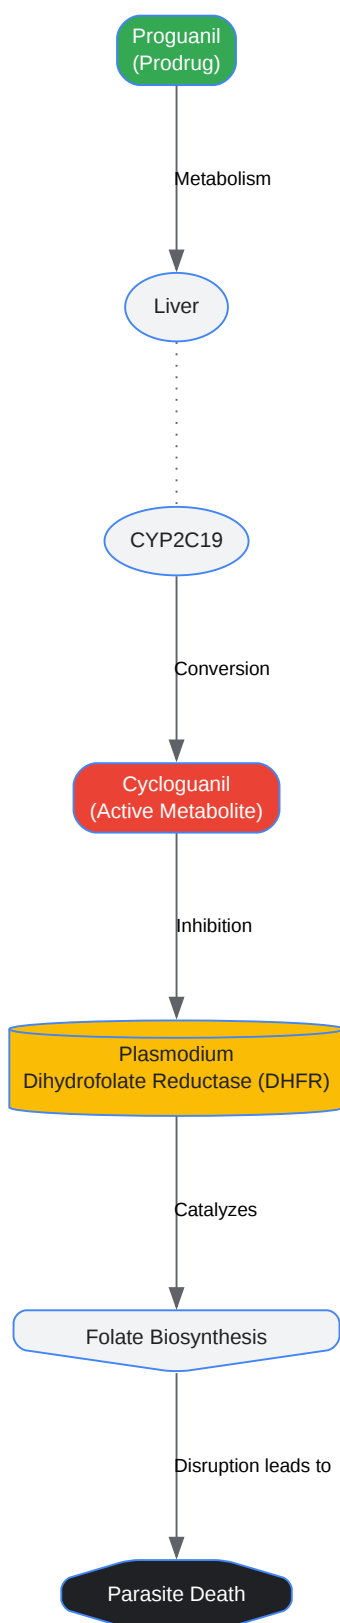 Proguanil
(Prodrug)
Metabolism
Liver
CYP2C19
Conversion
Cycloguanil
(Active Metabolite)
Inhibition
Plasmodium
Dihydrofolate Reductase (DHFR)
Catalyzes
Folate Biosynthesis
Disruption leads to
Parasite Death